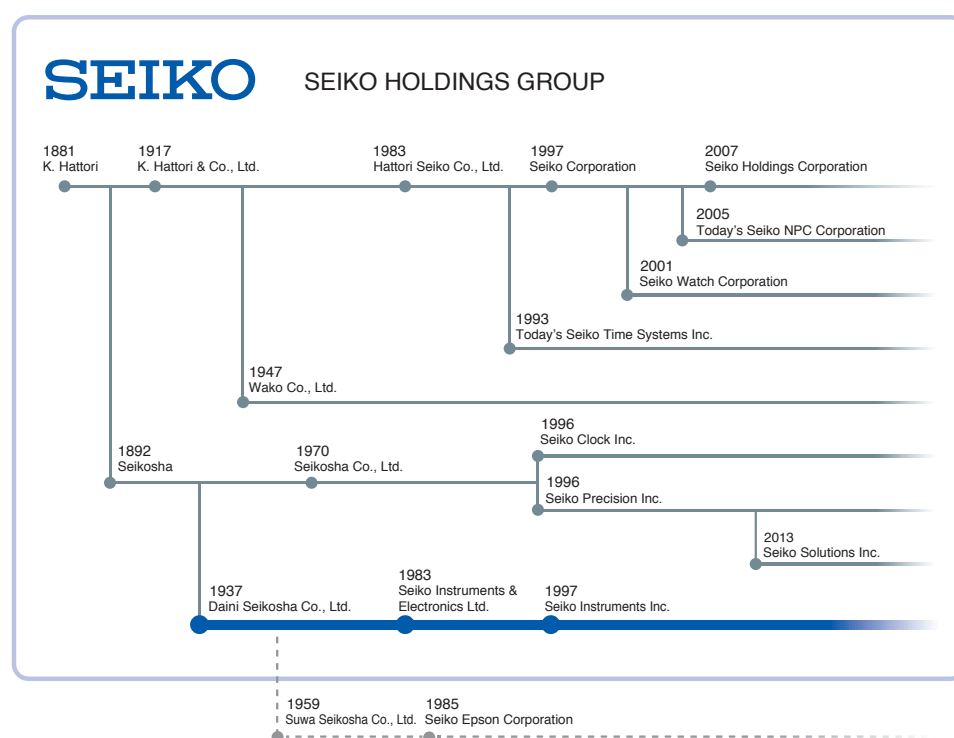 SEIKO SEIKO HOLDINGS GROUP
1881
K. Hattori
1917
K. Hattori & Co., Ltd.
1983
Hattori Seiko Co., Ltd.
1997
Seiko Corporation
2007
Seiko Holdings Corporation
2005
Today's Seiko NPC Corporation
2001
Seiko Watch Corporation
1993
Today's Seiko Time Systems Inc.
1947
Wako Co., Ltd.
1996
Seiko Clock Inc.
1892
Seikosha
1970
Seikosha Co., Ltd.
1996
Seiko Precision Inc.
2013
Seiko Solutions Inc.
1937
Daini Seikosha Co., Ltd.
1983
Seiko Instruments &
Electronics Ltd.
1997
Seiko Instruments Inc.
1959
Suwa Seikosha Co., Ltd.
1985
Seiko Epson Corporation